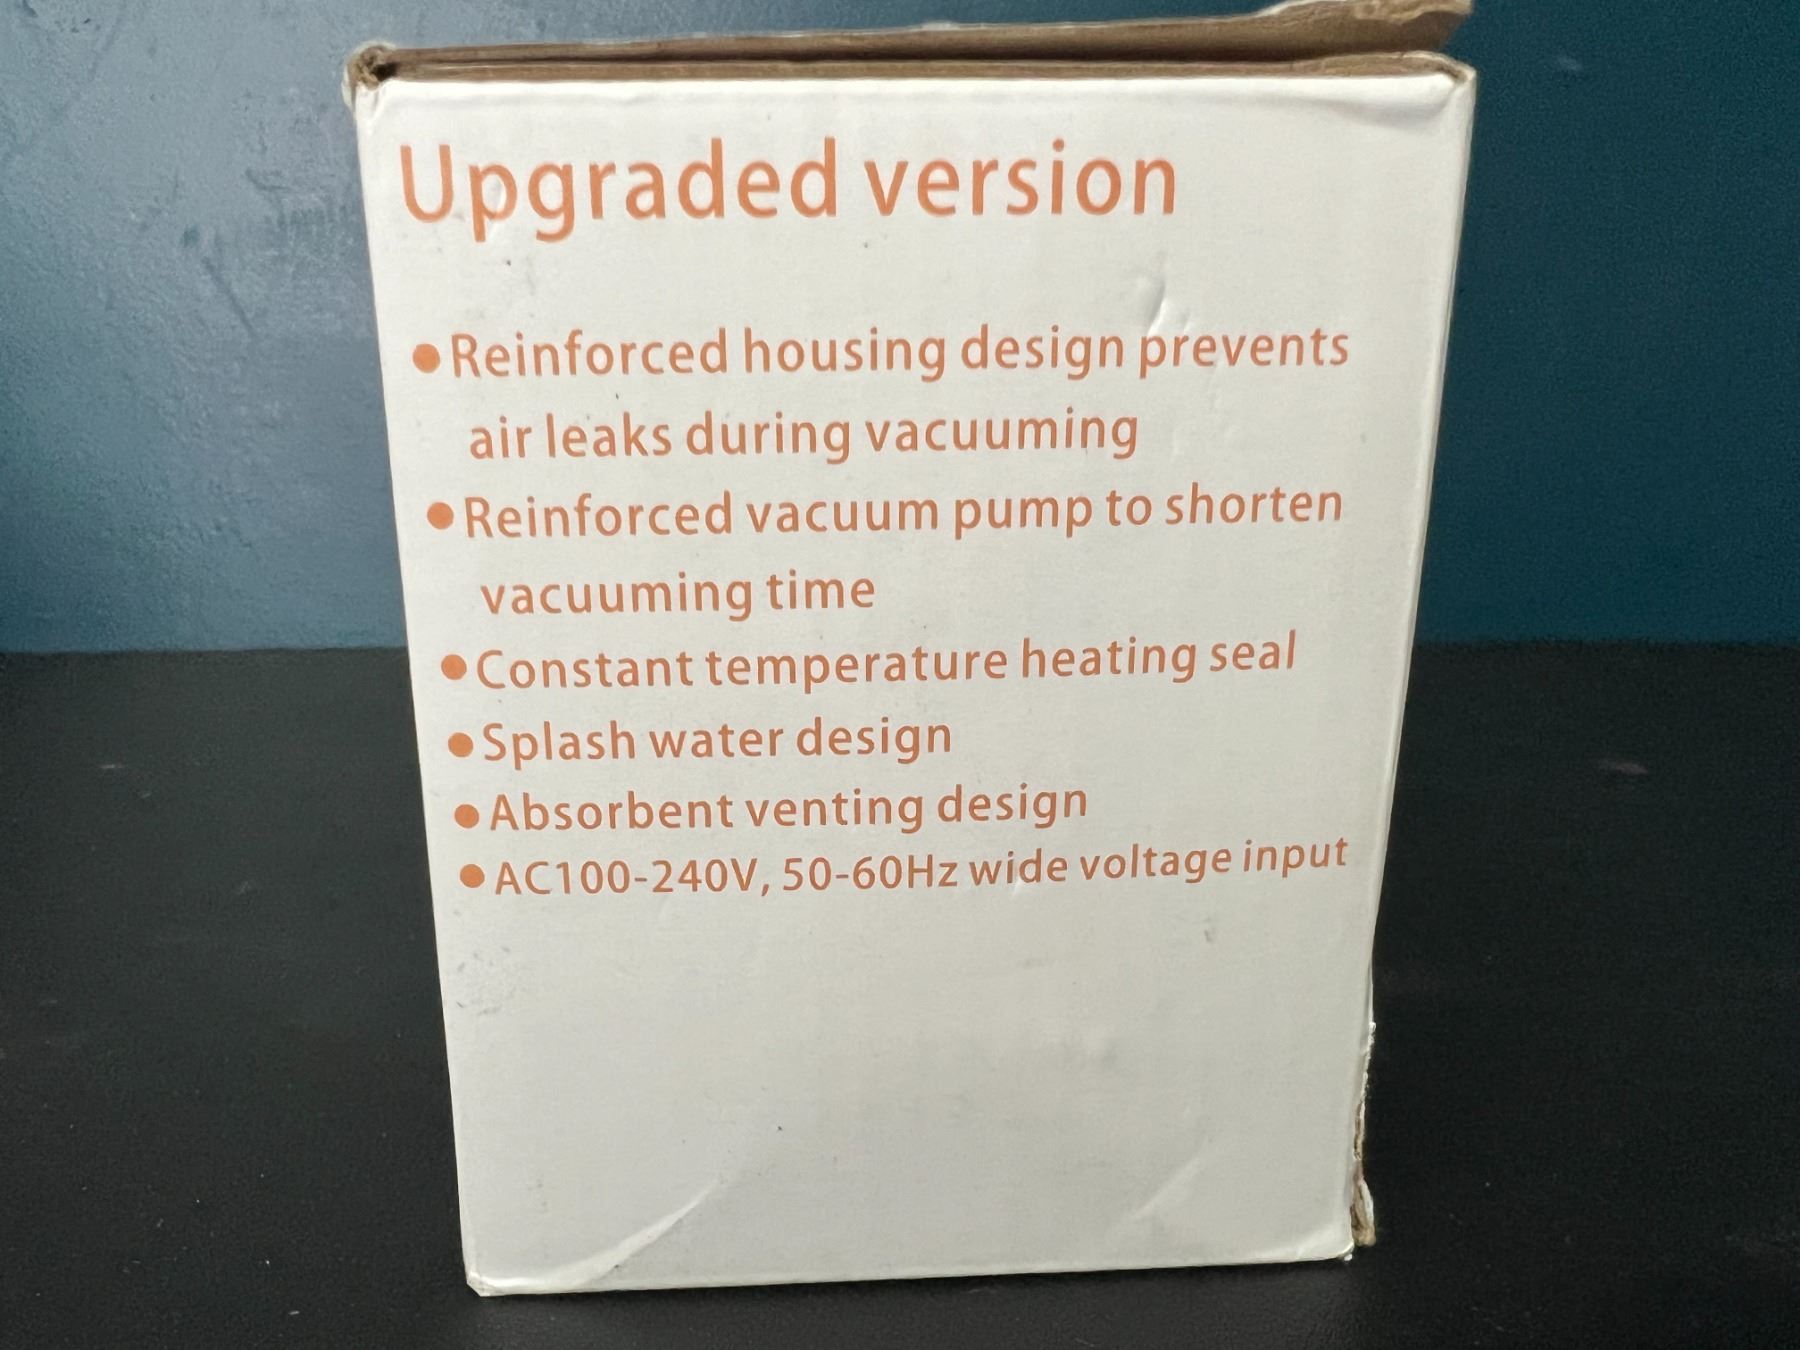 Upgraded version
●Reinforced housing design prevents
air leaks during vacuuming
●Reinforced vacuum pump to shorten
vacuuming time
●Constant temperature heating seal
●Splash water design
●Absorbent venting design
●AC100-240V, 50-60Hz wide voltage input